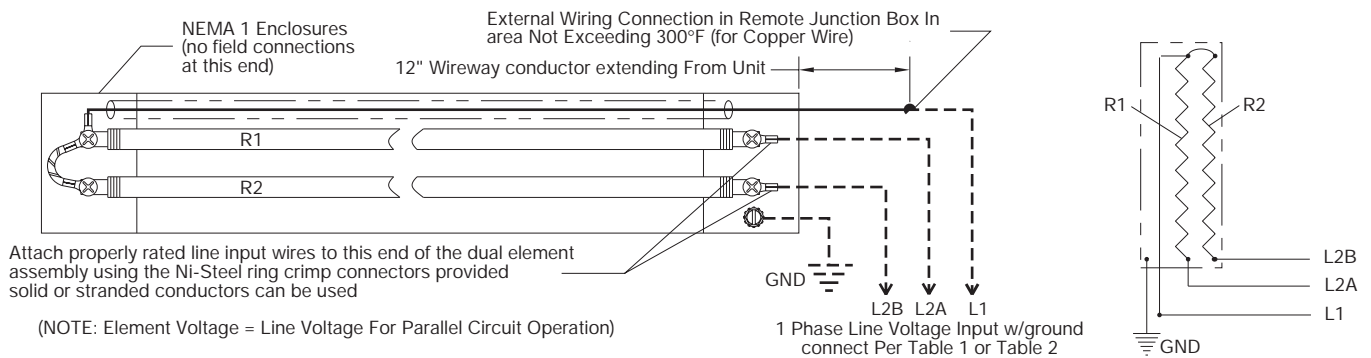 NEMA 1 Enclosures
(no field connections
at this end)
External Wiring Connection in Remote Junction Box In
area Not Exceeding 300°F (for Copper Wire)
12" Wireway conductor extending From Unit
R1
R2
Attach properly rated line input wires to this end of the dual element
assembly using the Ni-Steel ring crimp connectors provided
solid or stranded conductors can be used
GND
L2B L2A L1
(NOTE: Element Voltage = Line Voltage For Parallel Circuit Operation)
1 Phase Line Voltage Input w/ground
connect Per Table 1 or Table 2
R1
R2
L2B
L2A
L1
GND